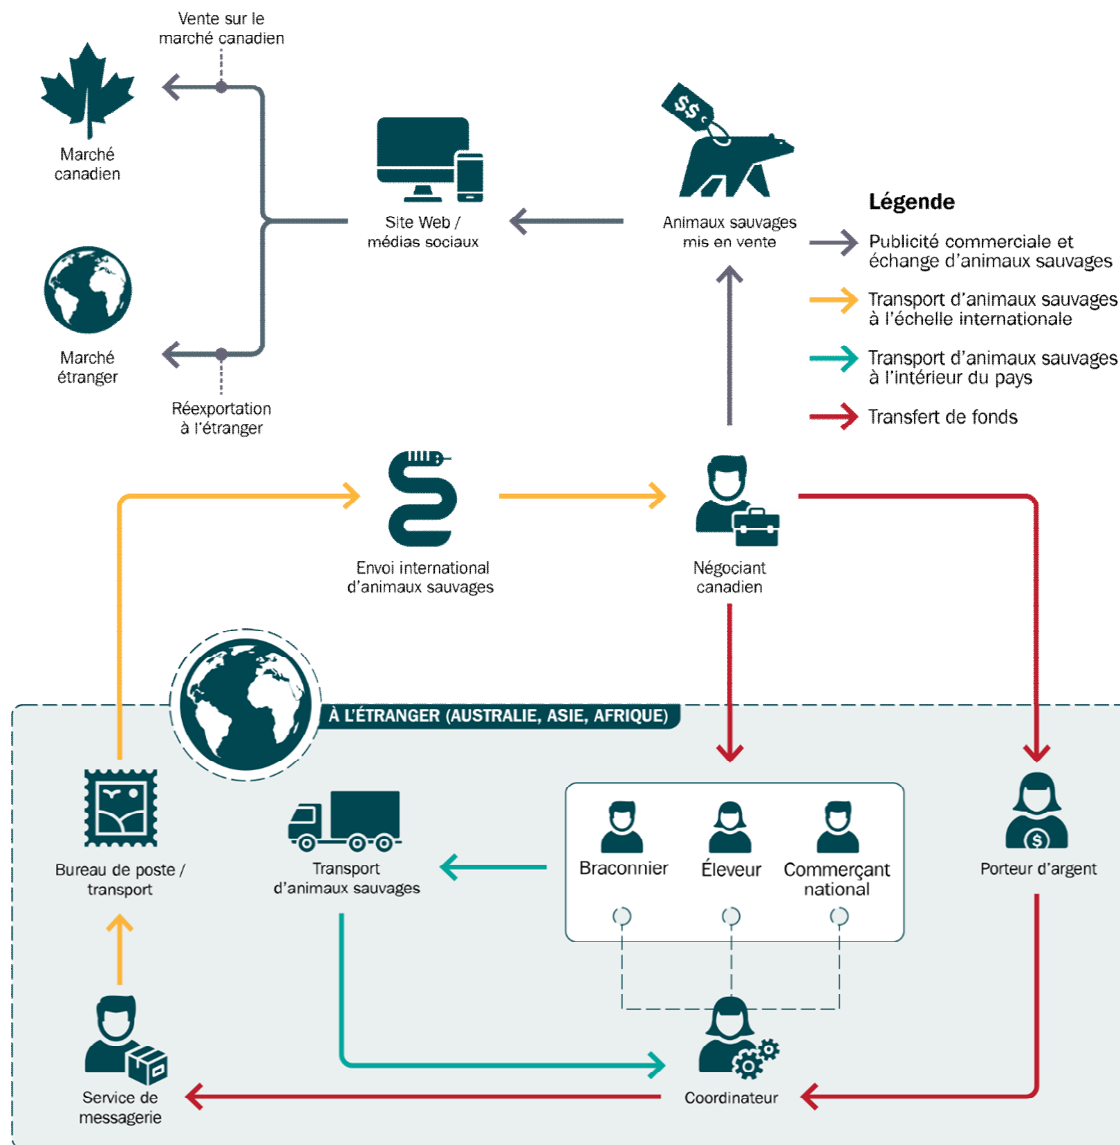 Vente sur le
marché canadien
Marché
canadien
$$
Site Web /
médias sociaux
Animaux sauvages
mis en vente
Légende
Publicité commerciale et
échange d'animaux sauvages
Transport d'animaux sauvages
à l'échelle internationale
Transport d'animaux sauvages
à l'intérieur du pays
Transfert de fonds
Marché
étranger
Réexportation
à l'étranger
Envoi international
d'animaux sauvages
Négociant
canadien
À L'ÉTRANGER (AUSTRALIE, ASIE, AFRIQUE)
Bureau de poste /
transport
Transport
d'animaux sauvages
Braconnier
Éleveur
Commerçant
national
$
Porteur d'argent
Service de
messagerie
Coordinateur